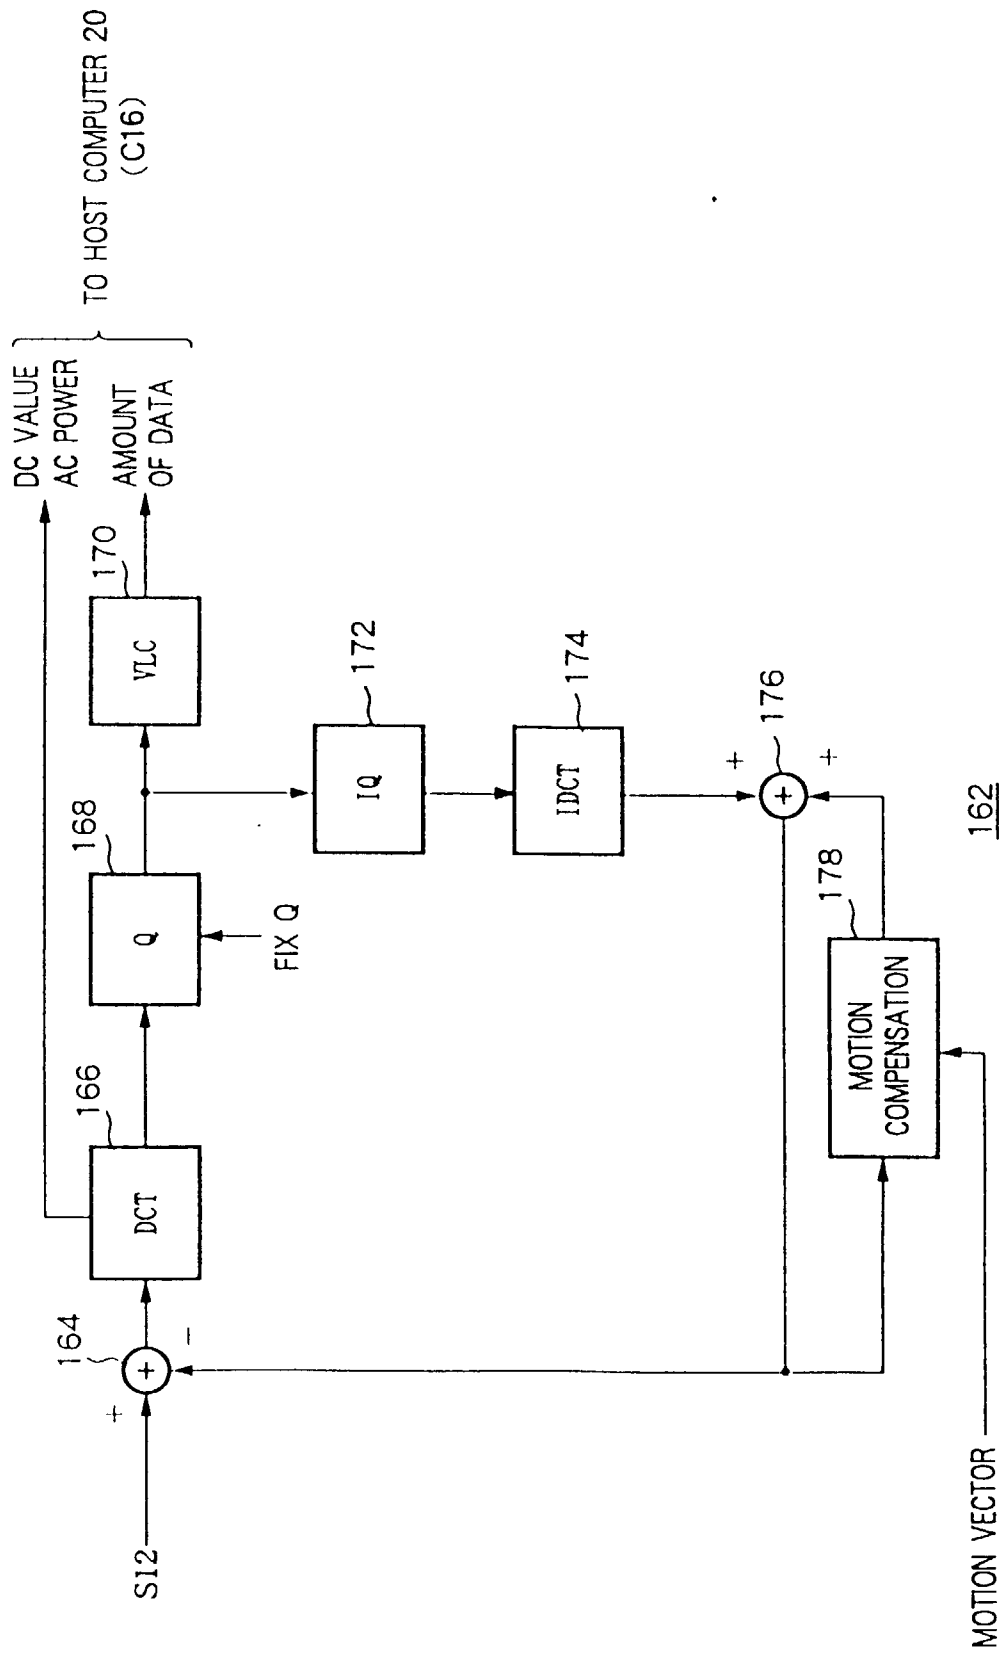 TO HOST COMPUTER 20
(C16)
DC VALUE
AC POWER
AMOUNT
OF DATA
164
166
168
170
+
S12
+
−
DCT
Q
VLC
FIX Q
172
IQ
174
IDCT
176
+
+
+
178
MOTION
COMPENSATION
MOTION VECTOR
162